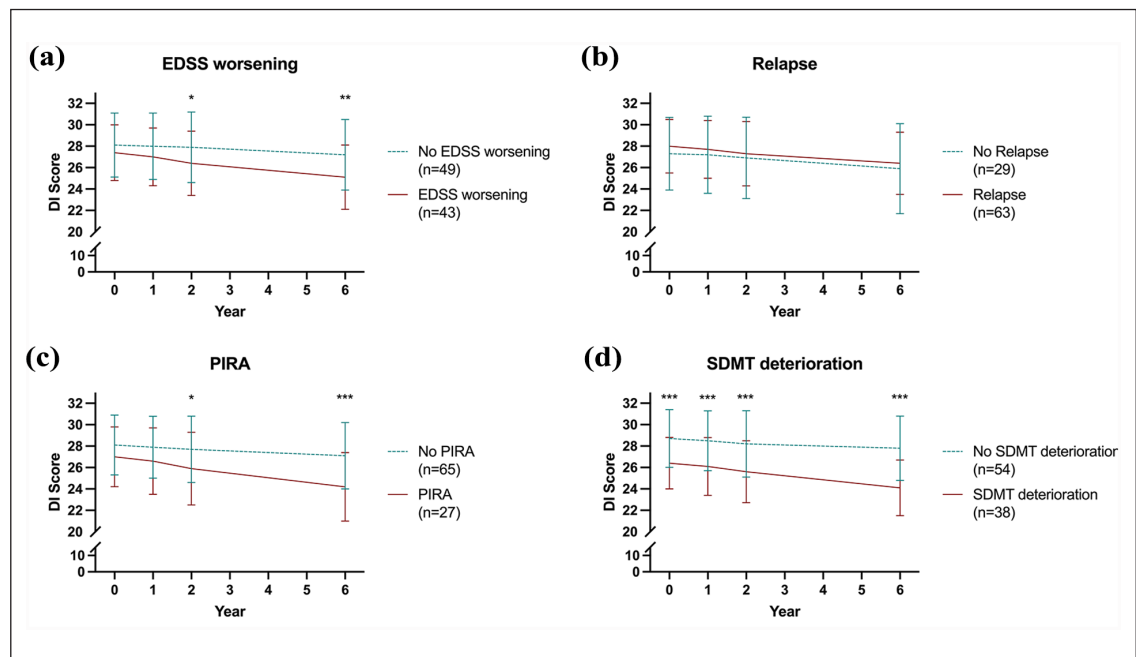 (a)
EDSS worsening
* **
32
30
28
26
24
22
20
10
0
DI Score
0 1 2 3 4 5 6
Year
No EDSS worsening
(n=49)
EDSS worsening
(n=43)
(b)
Relapse
32
30
28
26
24
22
20
10
0
DI Score
0 1 2 3 4 5 6
Year
No Relapse
(n=29)
Relapse
(n=63)
(c)
PIRA
* ***
32
30
28
26
24
22
20
10
0
DI Score
0 1 2 3 4 5 6
Year
No PIRA
(n=65)
PIRA
(n=27)
(d)
SDMT deterioration
*** *** *** ***
32
30
28
26
24
22
20
10
0
DI Score
0 1 2 3 4 5 6
Year
No SDMT deterioration
(n=54)
SDMT deterioration
(n=38)